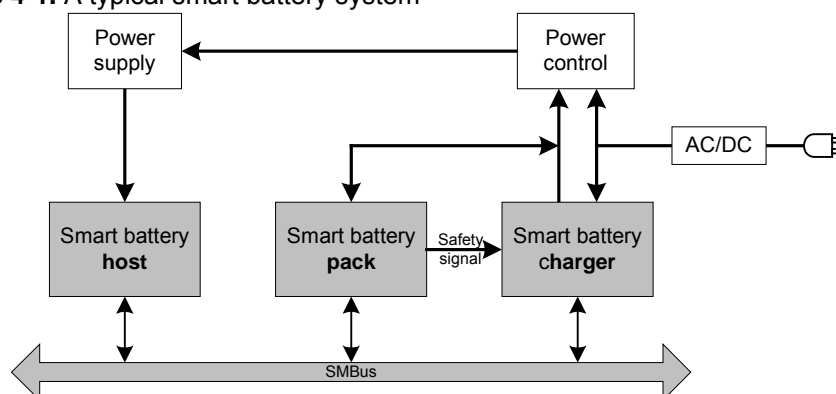 1. A typical smart battery system
Power
supply
Power
control
AC/DC
Smart battery
host
Smart battery
pack
Safety
signal
Smart battery
charger
SMBus